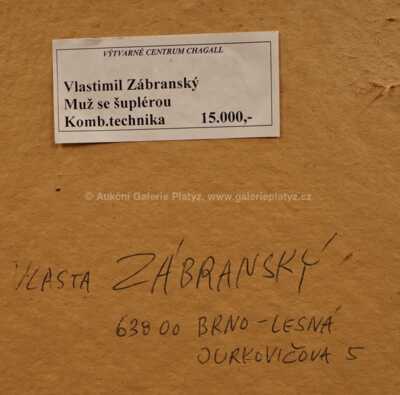 VÝTVARNÉ CENTRUM CHAGALL
Vlastimil Zábranský
Muž se šuplérou
Komb.technika 15.000,-
© Aukční Galerie Platýz, www.galerieplatyz.cz
VLASTA ZÁBRANSKÝ
638 00 BRNO - LESNÁ
JURKOVIČOVA 5